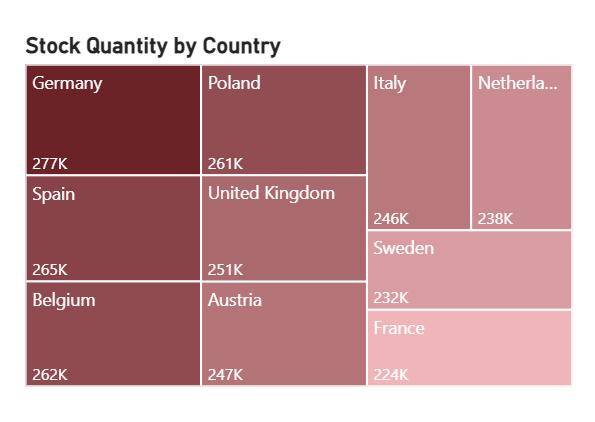 Stock Quantity by Country
Germany
277K
Spain
265K
Belgium
262K
Poland
261K
United Kingdom
251K
Austria
247K
Italy
246K
Netherla...
238K
Sweden
232K
France
224K